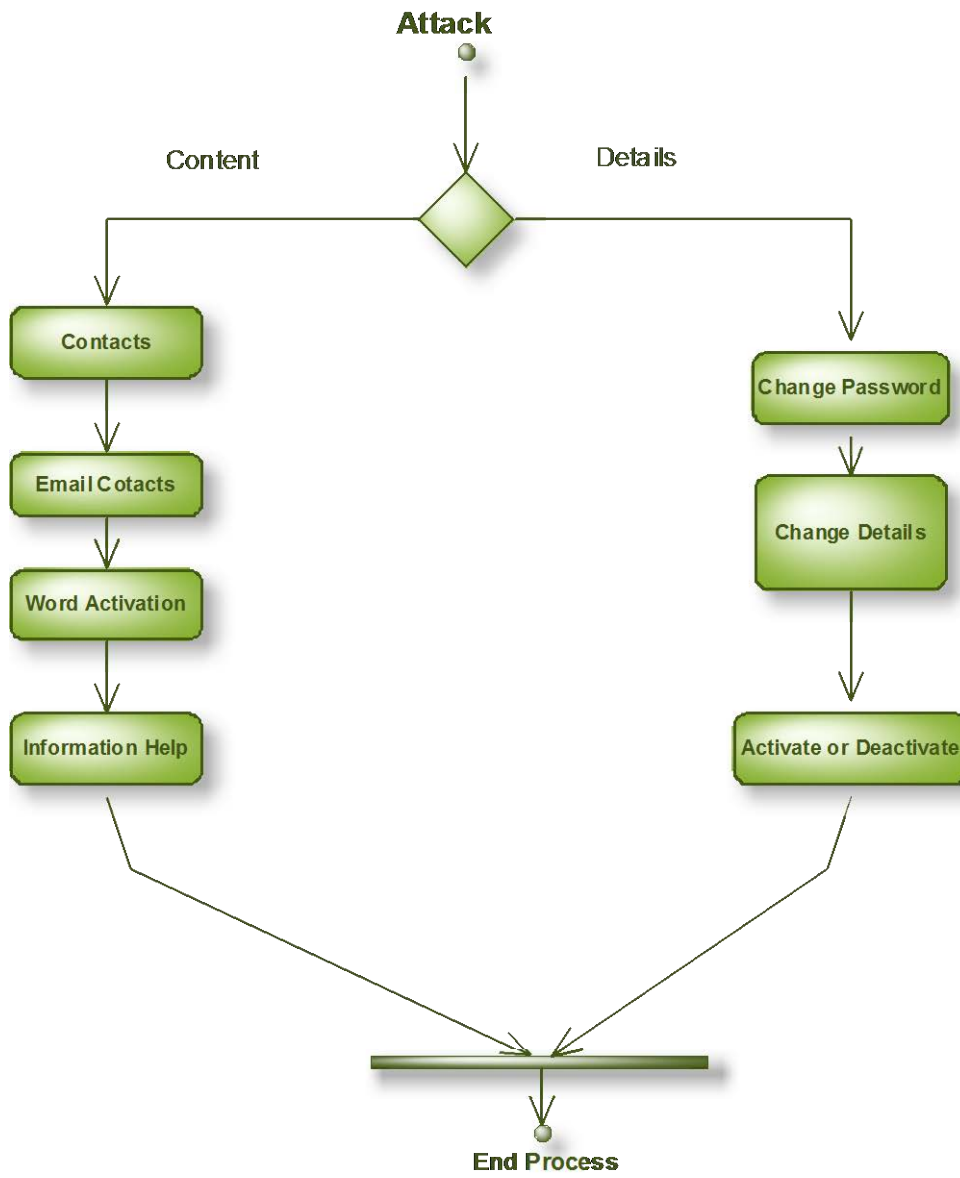 Attack
Content
Details
Contacts
Change Password
Email Cotacts
Change Details
Word Activation
Information Help
Activate or Deactivate
End Process